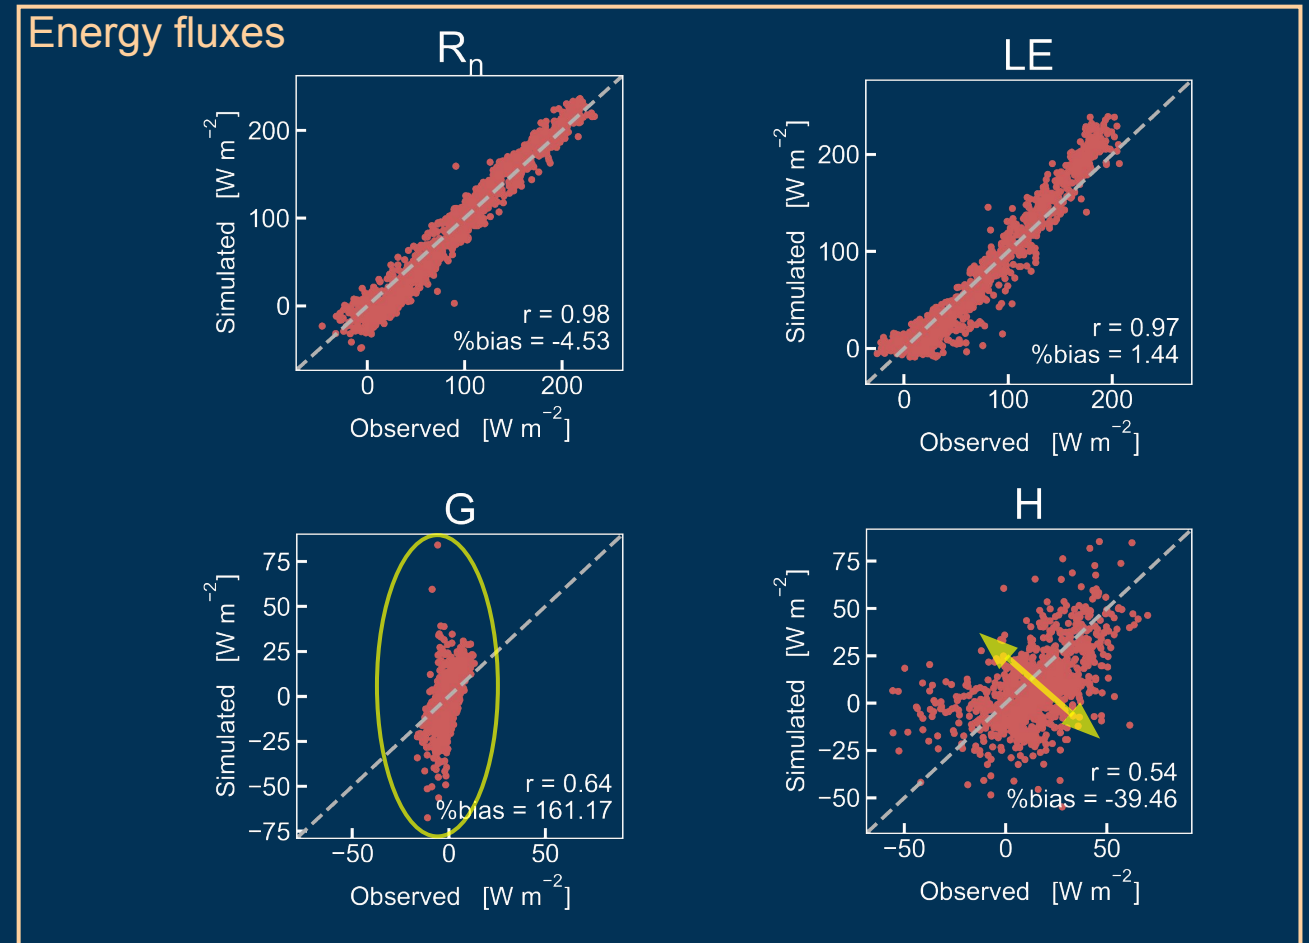 Energy fluxes
Rₙ
Simulated [W m⁻²]
200
100
0
r = 0.98
%bias = -4.53
0 100 200
Observed [W m⁻²]
LE
Simulated [W m⁻²]
200
100
0
r = 0.97
%bias = 1.44
0 100 200
Observed [W m⁻²]
G
Simulated [W m⁻²]
75
50
25
0
−25
−50
−75
r = 0.64
%bias = 161.17
−50 0 50
Observed [W m⁻²]
H
Simulated [W m⁻²]
75
50
25
0
−25
−50
r = 0.54
%bias = -39.46
−50 0 50
Observed [W m⁻²]